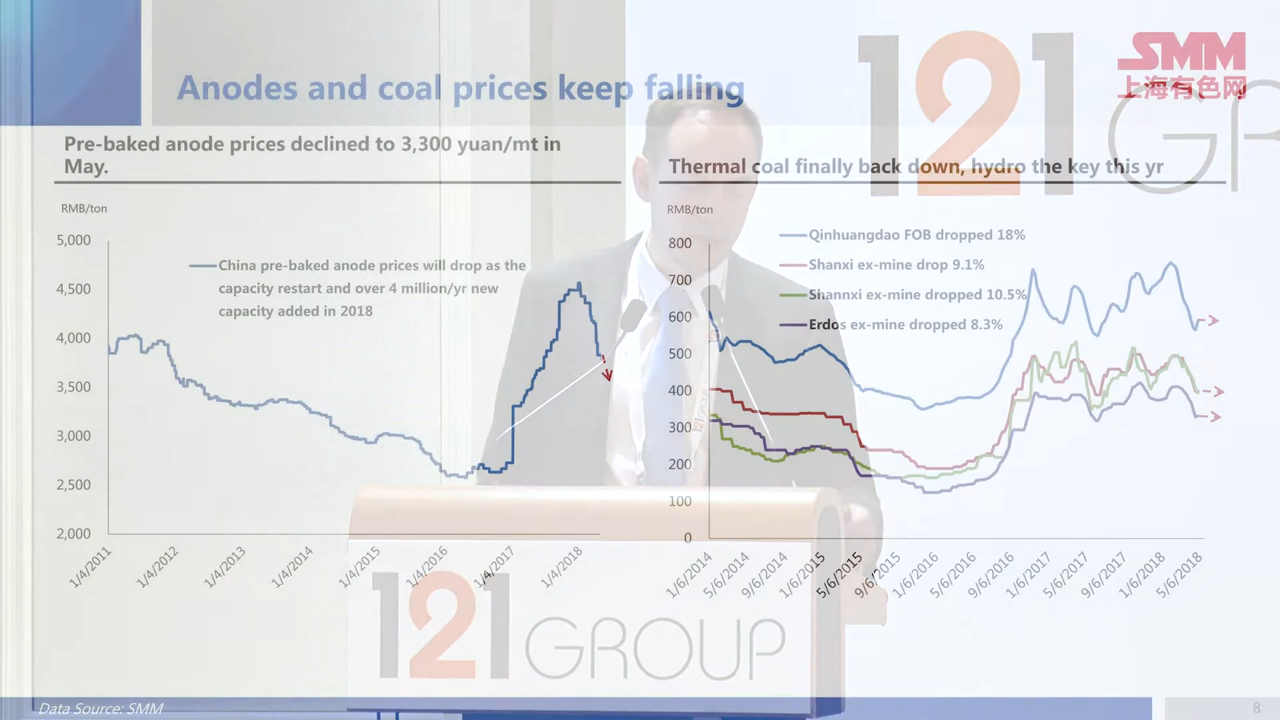 121
GR
SMM
上海有色网
Anodes and coal prices keep falling
Pre-baked anode prices declined to 3,300 yuan/mt in
May.
RMB/ton
5,000
4,500
4,000
3,500
3,000
2,500
2,000
China pre-baked anode prices will drop as the
capacity restart and over 4 million/yr new
capacity added in 2018
1/4/2011
1/4/2012
1/4/2013
1/4/2014
1/4/2015
1/4/2016
1/4/2017
1/4/2018
Thermal coal finally back down, hydro the key this yr
RMB/ton
800
700
600
500
400
300
200
100
0
Qinhuangdao FOB dropped 18%
Shanxi ex-mine drop 9.1%
Shannxi ex-mine dropped 10.5%
Erdos ex-mine dropped 8.3%
1/6/2014
5/6/2014
9/6/2014
1/6/2015
5/6/2015
9/6/2015
1/6/2016
5/6/2016
9/6/2016
1/6/2017
5/6/2017
9/6/2017
1/6/2018
5/6/2018
121 GROUP
Data Source: SMM
8